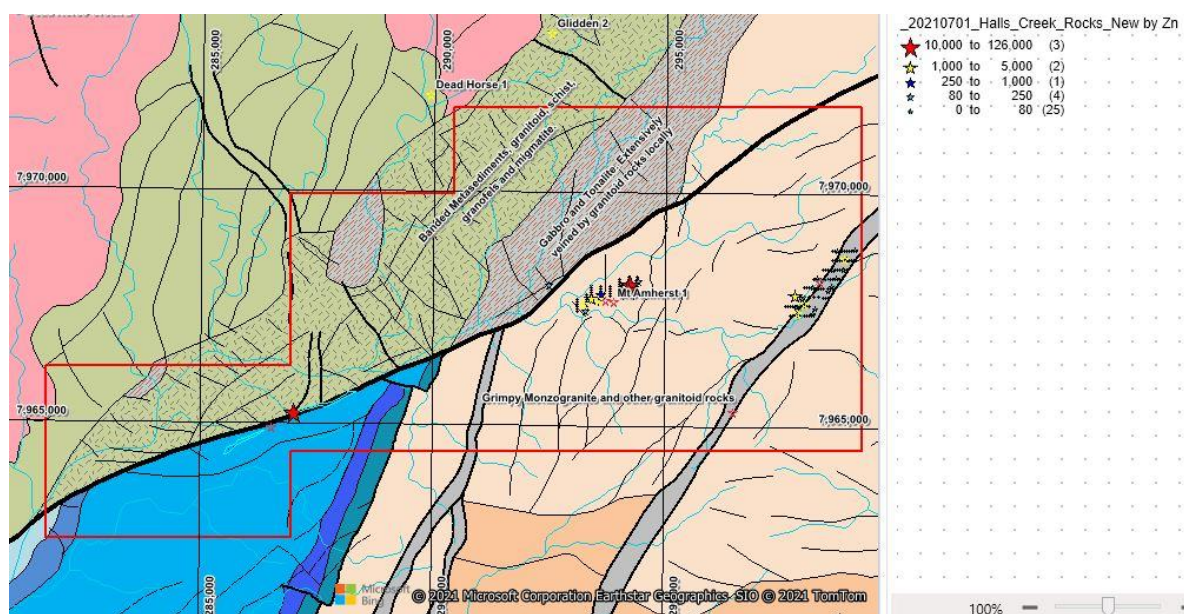 _20210701_Halls_Creek_Rocks_New by Zn
10,000 to 126,000 (3)
1,000 to 5,000 (2)
250 to 1,000 (1)
80 to 250 (4)
0 to 80 (25)
285,000
290,000
295,000
Glidden 2
Dead Horse 1
Banded Metasediments, granitoid, schist,
granofels and migmatite.
Gabbro and Tonalite. Extensively
veined by granitoid rocks locally
7,970,000
7,970,000
Mt Amherst 1
Grimpy Monzogranite and other granitoid rocks
7,965,000
7,965,000
285,000
290,000
295,000
Microsoft
Bing
© 2021 Microsoft Corporation Earthstar Geographics SIO © 2021 TomTom
100%